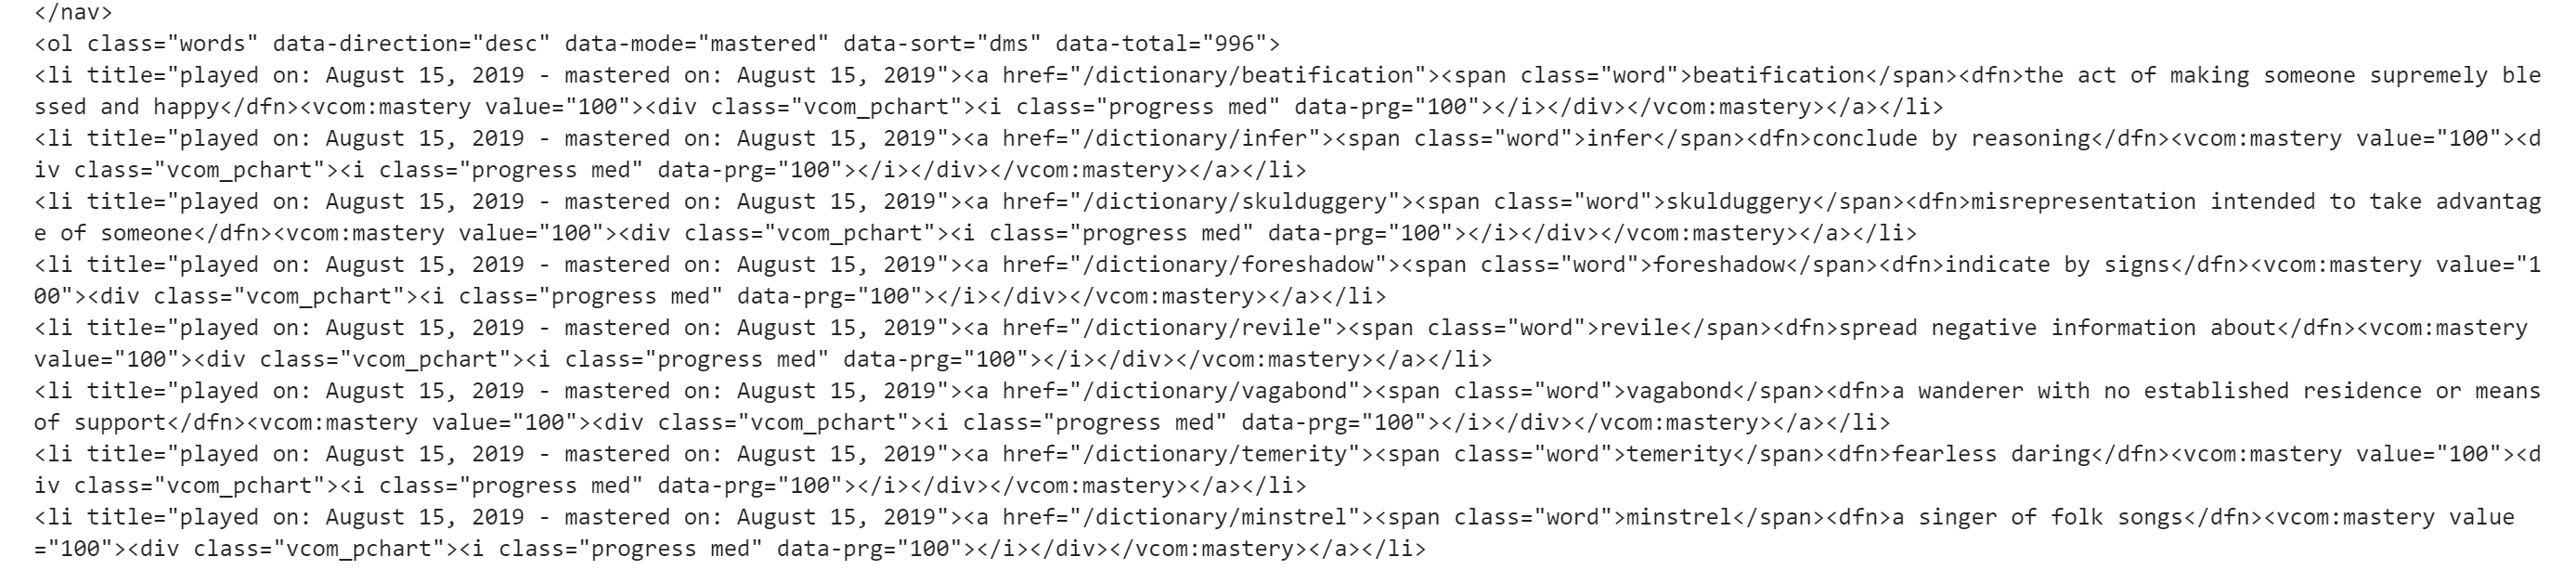 </nav>
<ol class="words" data-direction="desc" data-mode="mastered" data-sort="dms" data-total="996">
<li title="played on: August 15, 2019 - mastered on: August 15, 2019"><a href="/dictionary/beatification"><span class="word">beatification</span><dfn>the act of making someone supremely ble
ssed and happy</dfn><vcom:mastery value="100"><div class="vcom_pchart"><i class="progress med" data-prg="100"></i></div></vcom:mastery></a></li>
<li title="played on: August 15, 2019 - mastered on: August 15, 2019"><a href="/dictionary/infer"><span class="word">infer</span><dfn>conclude by reasoning</dfn><vcom:mastery value="100"><d
iv class="vcom_pchart"><i class="progress med" data-prg="100"></i></div></vcom:mastery></a></li>
<li title="played on: August 15, 2019 - mastered on: August 15, 2019"><a href="/dictionary/skulduggery"><span class="word">skulduggery</span><dfn>misrepresentation intended to take advantag
e of someone</dfn><vcom:mastery value="100"><div class="vcom_pchart"><i class="progress med" data-prg="100"></i></div></vcom:mastery></a></li>
<li title="played on: August 15, 2019 - mastered on: August 15, 2019"><a href="/dictionary/foreshadow"><span class="word">foreshadow</span><dfn>indicate by signs</dfn><vcom:mastery value="1
00"><div class="vcom_pchart"><i class="progress med" data-prg="100"></i></div></vcom:mastery></a></li>
<li title="played on: August 15, 2019 - mastered on: August 15, 2019"><a href="/dictionary/revile"><span class="word">revile</span><dfn>spread negative information about</dfn><vcom:mastery
value="100"><div class="vcom_pchart"><i class="progress med" data-prg="100"></i></div></vcom:mastery></a></li>
<li title="played on: August 15, 2019 - mastered on: August 15, 2019"><a href="/dictionary/vagabond"><span class="word">vagabond</span><dfn>a wanderer with no established residence or means
of support</dfn><vcom:mastery value="100"><div class="vcom_pchart"><i class="progress med" data-prg="100"></i></div></vcom:mastery></a></li>
<li title="played on: August 15, 2019 - mastered on: August 15, 2019"><a href="/dictionary/temerity"><span class="word">temerity</span><dfn>fearless daring</dfn><vcom:mastery value="100"><d
iv class="vcom_pchart"><i class="progress med" data-prg="100"></i></div></vcom:mastery></a></li>
<li title="played on: August 15, 2019 - mastered on: August 15, 2019"><a href="/dictionary/minstrel"><span class="word">minstrel</span><dfn>a singer of folk songs</dfn><vcom:mastery value
="100"><div class="vcom_pchart"><i class="progress med" data-prg="100"></i></div></vcom:mastery></a></li>